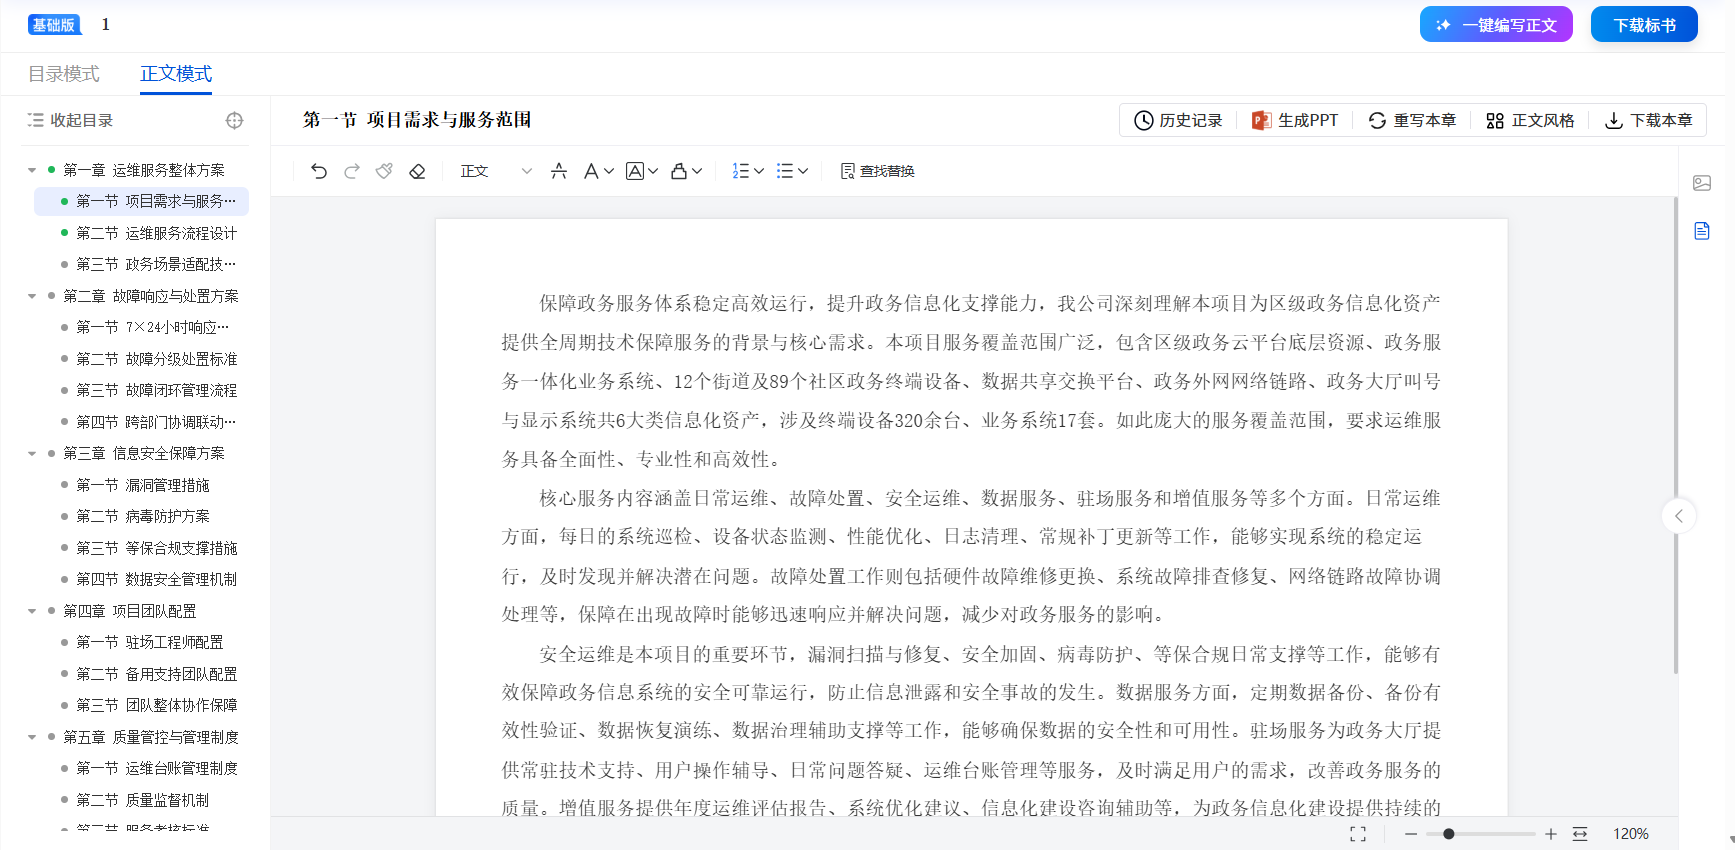 基础版 1 一键编写正文 下载标书
目录模式 正文模式
收起目录
第一章 运维服务整体方案
第一节 项目需求与服务…
第二节 运维服务流程设计
第三节 政务场景适配技…
第二章 故障响应与处置方案
第一节 7×24小时响应…
第二节 故障分级处置标准
第三节 故障闭环管理流程
第四节 跨部门协调联动…
第三章 信息安全保障方案
第一节 漏洞管理措施
第二节 病毒防护方案
第三节 等保合规支撑措施
第四节 数据安全管理机制
第四章 项目团队配置
第一节 驻场工程师配置
第二节 备用支持团队配置
第三节 团队整体协作保障
第五章 质量管控与管理制度
第一节 运维台账管理制度
第二节 质量监督机制
第三节 服务考核标准
第一节 项目需求与服务范围
历史记录 生成PPT 重写本章 正文风格 下载本章
正文 查找替换
保障政务服务体系稳定高效运行，提升政务信息化支撑能力，我公司深刻理解本项目为区级政务信息化资产
提供全周期技术保障服务的背景与核心需求。本项目服务覆盖范围广泛，包含区级政务云平台底层资源、政务服
务一体化业务系统、12个街道及89个社区政务终端设备、数据共享交换平台、政务外网网络链路、政务大厅叫号
与显示系统共6大类信息化资产，涉及终端设备320余台、业务系统17套。如此庞大的服务覆盖范围，要求运维服
务具备全面性、专业性和高效性。
核心服务内容涵盖日常运维、故障处置、安全运维、数据服务、驻场服务和增值服务等多个方面。日常运维
方面，每日的系统巡检、设备状态监测、性能优化、日志清理、常规补丁更新等工作，能够实现系统的稳定运
行，及时发现并解决潜在问题。故障处置工作则包括硬件故障维修更换、系统故障排查修复、网络链路故障协调
处理等，保障在出现故障时能够迅速响应并解决问题，减少对政务服务的影响。
安全运维是本项目的重要环节，漏洞扫描与修复、安全加固、病毒防护、等保合规日常支撑等工作，能够有
效保障政务信息系统的安全可靠运行，防止信息泄露和安全事故的发生。数据服务方面，定期数据备份、备份有
效性验证、数据恢复演练、数据治理辅助支撑等工作，能够确保数据的安全性和可用性。驻场服务为政务大厅提
供常驻技术支持、用户操作辅导、日常问题答疑、运维台账管理等服务，及时满足用户的需求，改善政务服务的
质量。增值服务提供年度运维评估报告、系统优化建议、信息化建设咨询辅助等，为政务信息化建设提供持续的
120%